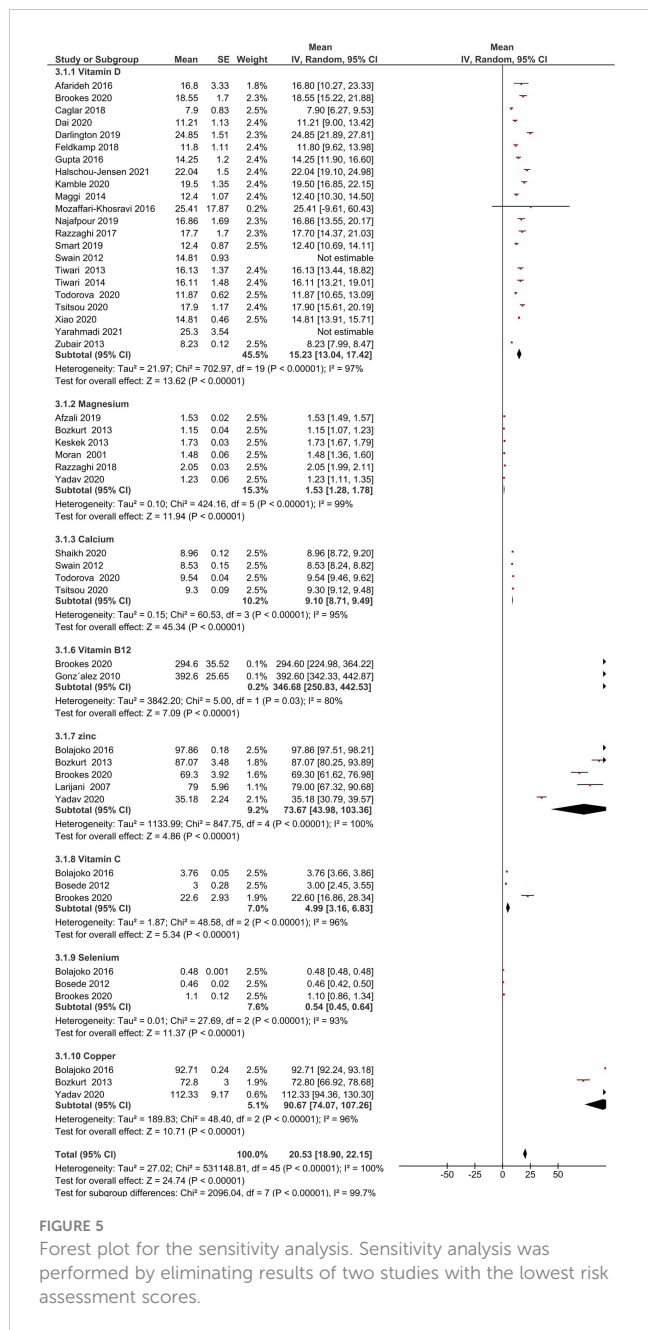 Mean Mean
Study or Subgroup Mean SE Weight IV, Random, 95% CI IV, Random, 95% CI
3.1.1 Vitamin D
Afarideh 2016 16.8 3.33 1.8% 16.80 [10.27, 23.33]
Brookes 2020 18.55 1.7 2.3% 18.55 [15.22, 21.88]
Caglar 2018 7.9 0.83 2.5% 7.90 [6.27, 9.53]
Dai 2020 11.21 1.13 2.4% 11.21 [9.00, 13.42]
Darlington 2019 24.85 1.51 2.4% 24.85 [21.89, 27.81]
Feldkamp 2018 11.8 1.11 2.4% 11.80 [9.62, 13.98]
Gupta 2016 14.25 1.2 2.4% 14.25 [11.90, 16.60]
Halschou-Jensen 2021 22.04 1.5 2.4% 22.04 [19.10, 24.98]
Kamble 2020 19.5 1.35 2.4% 19.50 [16.85, 22.15]
Maggi 2014 12.4 1.07 2.4% 12.40 [10.30, 14.50]
Mozaffari-Khosravi 2016 25.41 17.87 0.2% 25.41 [-9.61, 60.43]
Najafpour 2019 16.86 1.69 2.3% 16.86 [13.55, 20.17]
Razzaghi 2017 17.7 1.7 2.3% 17.70 [14.37, 21.03]
Smart 2019 12.4 0.87 2.5% 12.40 [10.69, 14.11]
Swain 2012 14.81 0.93 Not estimable
Tiwari 2013 16.13 1.37 2.4% 16.13 [13.44, 18.82]
Tiwari 2014 16.11 1.48 2.4% 16.11 [13.21, 19.01]
Todorova 2020 11.87 0.62 2.5% 11.87 [10.65, 13.09]
Tsitsou 2020 17.9 1.17 2.4% 17.90 [15.61, 20.19]
Xiao 2020 14.81 0.46 2.5% 14.81 [13.91, 15.71]
Yarahmadi 2021 25.3 3.54 Not estimable
Zubair 2013 8.23 0.12 2.5% 8.23 [7.99, 8.47]
Subtotal (95% CI) 45.5% 15.23 [13.04, 17.42]
Heterogeneity: Tau² = 21.97; Chi² = 702.97, df = 19 (P < 0.00001); I² = 97%
Test for overall effect: Z = 13.62 (P < 0.00001)
3.1.2 Magnesium
Afzali 2019 1.53 0.02 2.5% 1.53 [1.49, 1.57]
Bozkurt 2013 1.15 0.04 2.5% 1.15 [1.07, 1.23]
Keskek 2013 1.73 0.03 2.5% 1.73 [1.67, 1.79]
Moran 2001 1.48 0.06 2.5% 1.48 [1.36, 1.60]
Razzaghi 2018 2.05 0.03 2.5% 2.05 [1.99, 2.11]
Yadav 2020 1.23 0.06 2.5% 1.23 [1.11, 1.35]
Subtotal (95% CI) 15.3% 1.53 [1.28, 1.78]
Heterogeneity: Tau² = 0.10; Chi² = 424.16, df = 5 (P < 0.00001); I² = 99%
Test for overall effect: Z = 11.94 (P < 0.00001)
3.1.3 Calcium
Shaikh 2020 8.96 0.12 2.5% 8.96 [8.72, 9.20]
Swain 2012 8.53 0.15 2.5% 8.53 [8.24, 8.82]
Todorova 2020 9.54 0.04 2.5% 9.54 [9.46, 9.62]
Tsitsou 2020 9.3 0.09 2.5% 9.30 [9.12, 9.48]
Subtotal (95% CI) 10.2% 9.10 [8.71, 9.49]
Heterogeneity: Tau² = 0.15; Chi² = 60.53, df = 3 (P < 0.00001); I² = 95%
Test for overall effect: Z = 45.34 (P < 0.00001)
3.1.6 Vitamin B12
Brookes 2020 294.6 35.52 0.1% 294.60 [224.98, 364.22]
Gonz´alez 2010 392.6 25.65 0.1% 392.60 [342.33, 442.87]
Subtotal (95% CI) 0.2% 346.68 [250.83, 442.53]
Heterogeneity: Tau² = 3842.20; Chi² = 5.00, df = 1 (P = 0.03); I² = 80%
Test for overall effect: Z = 7.09 (P < 0.00001)
3.1.7 zinc
Bolajoko 2016 97.86 0.18 2.5% 97.86 [97.51, 98.21]
Bozkurt 2013 87.07 3.48 1.8% 87.07 [80.25, 93.89]
Brookes 2020 69.3 3.92 1.6% 69.30 [61.62, 76.98]
Larijani 2007 79 5.96 1.1% 79.00 [67.32, 90.68]
Yadav 2020 35.18 2.24 2.1% 35.18 [30.79, 39.57]
Subtotal (95% CI) 9.2% 73.67 [43.98, 103.36]
Heterogeneity: Tau² = 1133.99; Chi² = 847.75, df = 4 (P < 0.00001); I² = 100%
Test for overall effect: Z = 4.86 (P < 0.00001)
3.1.8 Vitamin C
Bolajoko 2016 3.76 0.05 2.5% 3.76 [3.66, 3.86]
Bosede 2012 3 0.28 2.5% 3.00 [2.45, 3.55]
Brookes 2020 22.6 2.93 1.9% 22.60 [16.86, 28.34]
Subtotal (95% CI) 7.0% 4.99 [3.16, 6.83]
Heterogeneity: Tau² = 1.87; Chi² = 48.58, df = 2 (P < 0.00001); I² = 96%
Test for overall effect: Z = 5.34 (P < 0.00001)
3.1.9 Selenium
Bolajoko 2016 0.48 0.001 2.5% 0.48 [0.48, 0.48]
Bosede 2012 0.46 0.02 2.5% 0.46 [0.42, 0.50]
Brookes 2020 1.1 0.12 2.5% 1.10 [0.86, 1.34]
Subtotal (95% CI) 7.6% 0.54 [0.45, 0.64]
Heterogeneity: Tau² = 0.01; Chi² = 27.69, df = 2 (P < 0.00001); I² = 93%
Test for overall effect: Z = 11.37 (P < 0.00001)
3.1.10 Copper
Bolajoko 2016 92.71 0.24 2.5% 92.71 [92.24, 93.18]
Bozkurt 2013 72.8 3 1.9% 72.80 [66.92, 78.68]
Yadav 2020 112.33 9.17 0.6% 112.33 [94.36, 130.30]
Subtotal (95% CI) 5.1% 90.67 [74.07, 107.26]
Heterogeneity: Tau² = 189.83; Chi² = 48.40, df = 2 (P < 0.00001); I² = 96%
Test for overall effect: Z = 10.71 (P < 0.00001)
Total (95% CI) 100.0% 20.53 [18.90, 22.15]
Heterogeneity: Tau² = 27.02; Chi² = 531148.81, df = 45 (P < 0.00001); I² = 100%
Test for overall effect: Z = 24.74 (P < 0.00001)
Test for subgroup differences: Chi² = 2096.04, df = 7 (P < 0.00001), I² = 99.7%
-50 -25 0 25 50
FIGURE 5
Forest plot for the sensitivity analysis. Sensitivity analysis was
performed by eliminating results of two studies with the lowest risk
assessment scores.